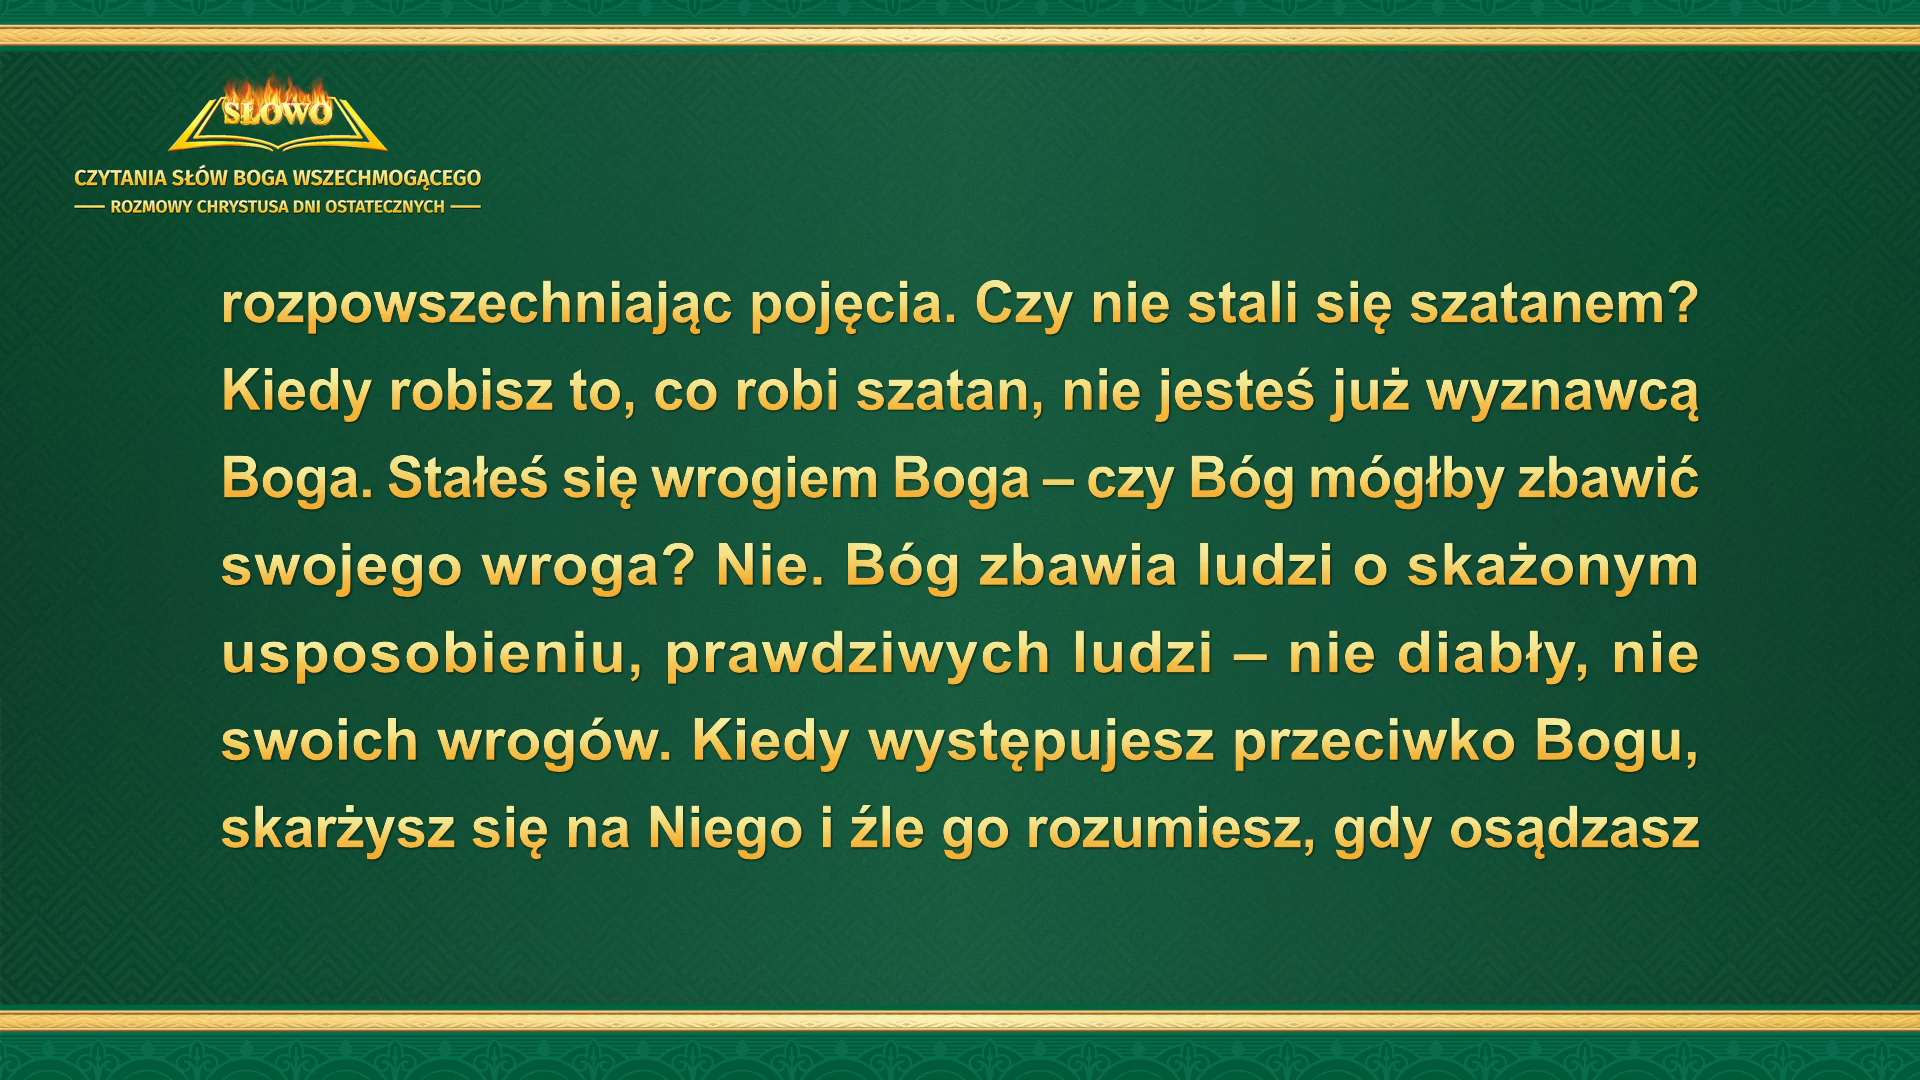 SŁOWO
CZYTANIA SŁÓW BOGA WSZECHMOGĄCEGO
ROZMOWY CHRYSTUSA DNI OSTATECZNYCH
rozpowszechniając pojęcia. Czy nie stali się szatanem?
Kiedy robisz to, co robi szatan, nie jesteś już wyznawcą
Boga. Stałeś się wrogiem Boga – czy Bóg mógłby zbawić
swojego wroga? Nie. Bóg zbawia ludzi o skażonym
usposobieniu, prawdziwych ludzi – nie diabły, nie
swoich wrogów. Kiedy występujesz przeciwko Bogu,
skarżysz się na Niego i źle go rozumiesz, gdy osądzasz